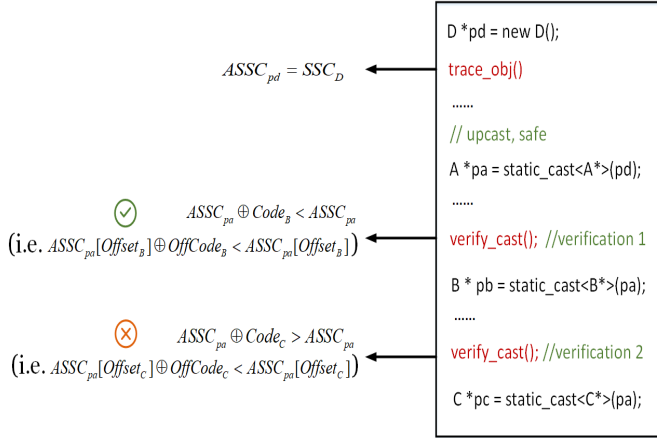 D *pd = new D();
ASSC_pd = SSC_D
trace_obj()
......
// upcast, safe
A *pa = static_cast<A*>(pd);
......
ASSC_pa ⊕ Code_B < ASSC_pa
(i.e. ASSC_pa[Offset_B]⊕OffCode_B < ASSC_pa[Offset_B])
verify_cast(); //verification 1
B * pb = static_cast<B*>(pa);
......
ASSC_pa ⊕ Code_C > ASSC_pa
(i.e. ASSC_pa[Offset_C]⊕OffCode_C < ASSC_pa[Offset_C])
verify_cast(); //verification 2
C *pc = static_cast<C*>(pa);